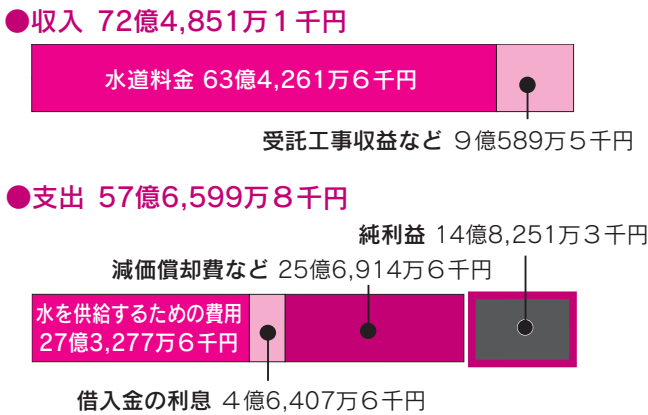 ●収入 72億4,851万1千円
水道料金 63億4,261万6千円
受託工事収益など 9億589万5千円
●支出 57億6,599万8千円
純利益 14億8,251万3千円
減価償却費など 25億6,914万6千円
水を供給するための費用
27億3,277万6千円
借入金の利息 4億6,407万6千円